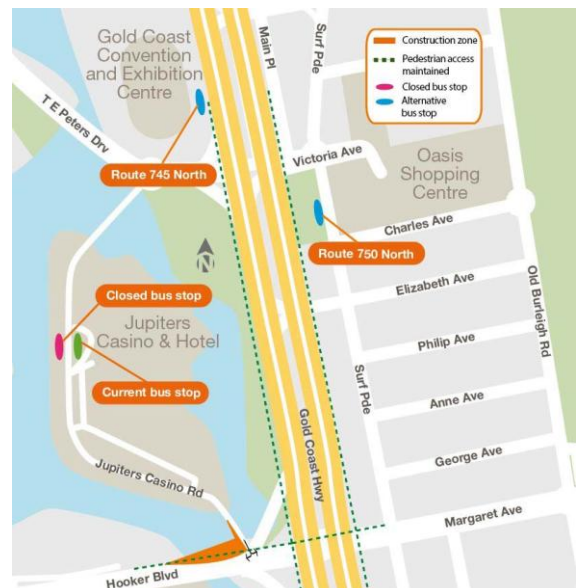 Gold Coast
Convention
and Exhibition
Centre
Main Pl
Surf Pde
Construction zone
Pedestrian access
maintained
Closed bus stop
Alternative
bus stop
T E Peters Drv
Route 745 North
Victoria Ave
Oasis
Shopping
Centre
Charles Ave
Route 750 North
N
Elizabeth Ave
Old Burleigh Rd
Closed bus stop
Jupiters
Casino & Hotel
Philip Ave
Current bus stop
Surf Pde
Gold Coast Hwy
Anne Ave
George Ave
Jupiters Casino Rd
Margaret Ave
Hooker Blvd